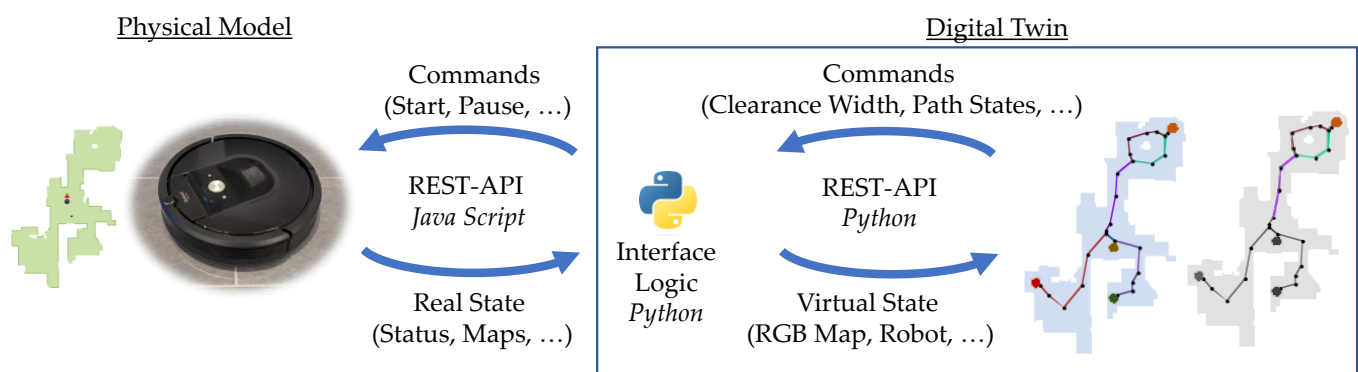 Physical Model
Digital Twin
Commands
(Start, Pause, …)
REST-API
Java Script
Real State
(Status, Maps, …)
Interface
Logic
Python
Commands
(Clearance Width, Path States, …)
REST-API
Python
Virtual State
(RGB Map, Robot, …)